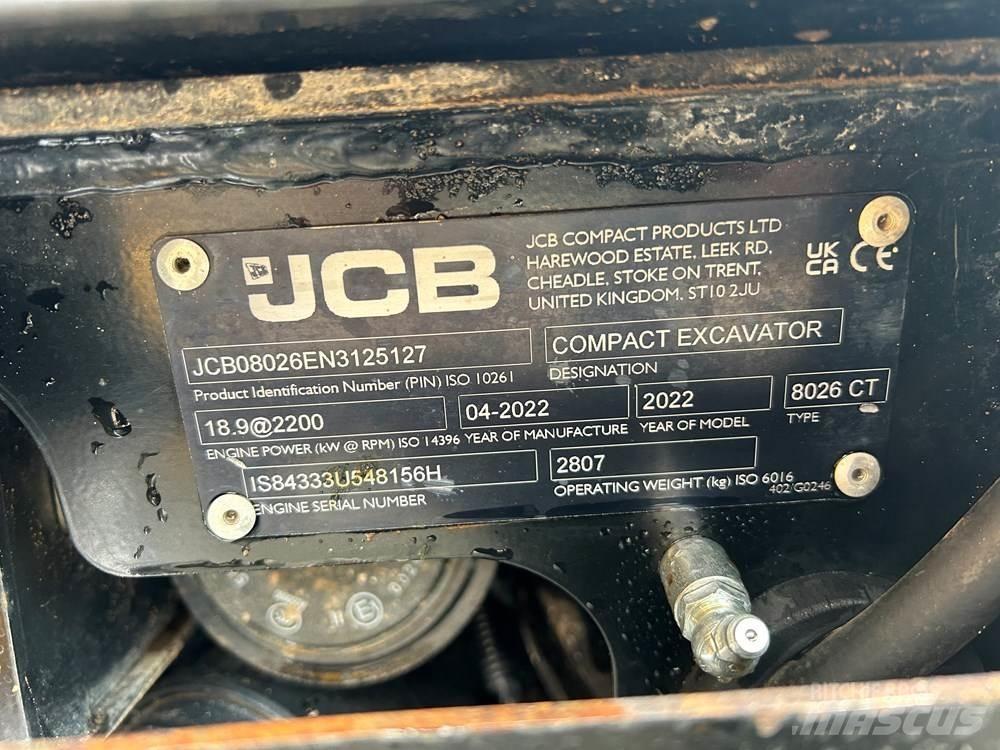 JCB
JCB COMPACT PRODUCTS LTD
HAREWOOD ESTATE, LEEK RD,
CHEADLE, STOKE ON TRENT,
UNITED KINGDOM. ST10 2JU
UK
CA
CE
JCB08026EN3125127
Product Identification Number (PIN) ISO 10261
COMPACT EXCAVATOR
DESIGNATION
18.9@2200
ENGINE POWER (kW @ RPM) ISO 14396
04-2022
YEAR OF MANUFACTURE
2022
YEAR OF MODEL
8026 CT
TYPE
IS84333U548156H
ENGINE SERIAL NUMBER
2807
OPERATING WEIGHT (kg) ISO 6016
402/G0246
MASCUS